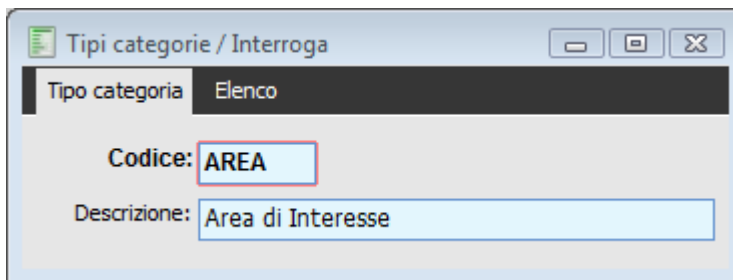 Tipi categorie / Interroga
Tipo categoria Elenco
Codice: AREA
Descrizione: Area di Interesse